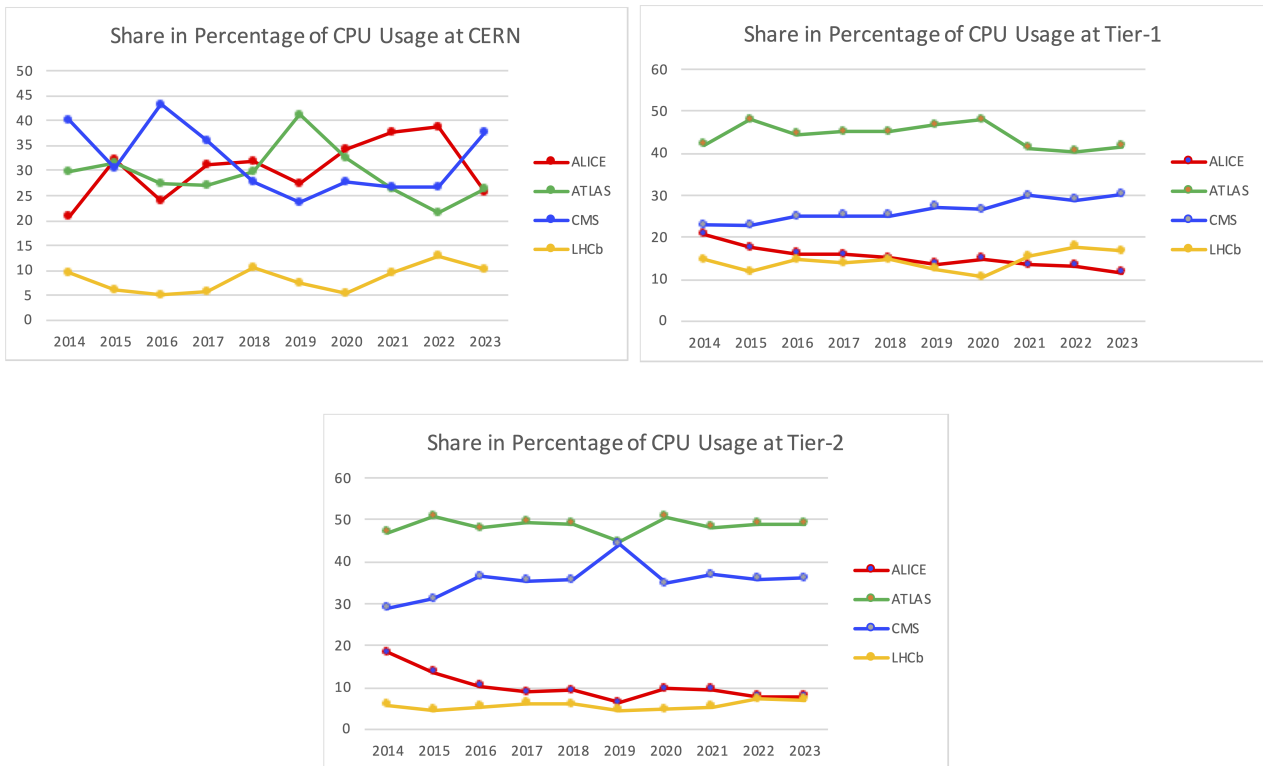 Share in Percentage of CPU Usage at CERN
50
45
40
35
30
25
20
15
10
5
0
2014 2015 2016 2017 2018 2019 2020 2021 2022 2023
ALICE
ATLAS
CMS
LHCb
Share in Percentage of CPU Usage at Tier-1
60
50
40
30
20
10
0
2014 2015 2016 2017 2018 2019 2020 2021 2022 2023
ALICE
ATLAS
CMS
LHCb
Share in Percentage of CPU Usage at Tier-2
60
50
40
30
20
10
0
2014 2015 2016 2017 2018 2019 2020 2021 2022 2023
ALICE
ATLAS
CMS
LHCb